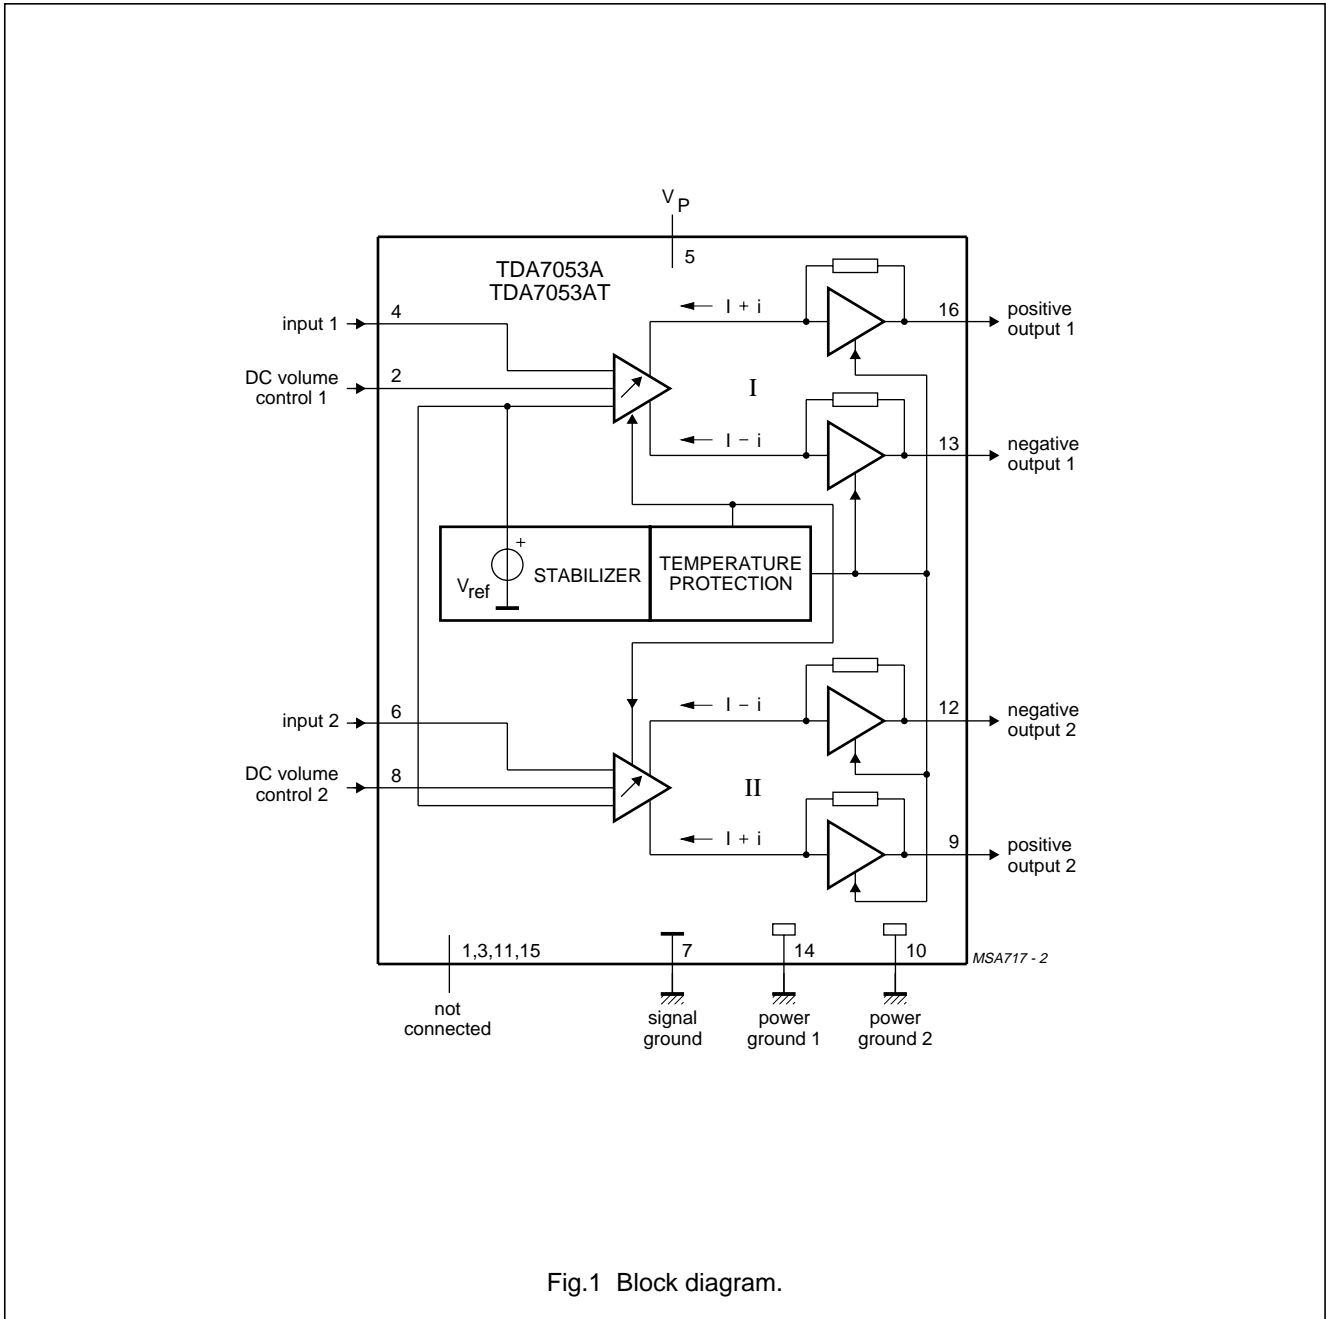 V P
5
TDA7053A
TDA7053AT
input 1
4
I + i
16
positive
output 1
DC volume
control 1
2
I
I − i
13
negative
output 1
+
Vref
STABILIZER
TEMPERATURE
PROTECTION
input 2
6
I − i
12
negative
output 2
DC volume
control 2
8
II
I + i
9
positive
output 2
1,3,11,15
7
14
10
MSA717 - 2
not
connected
signal
ground
power
ground 1
power
ground 2
Fig.1 Block diagram.